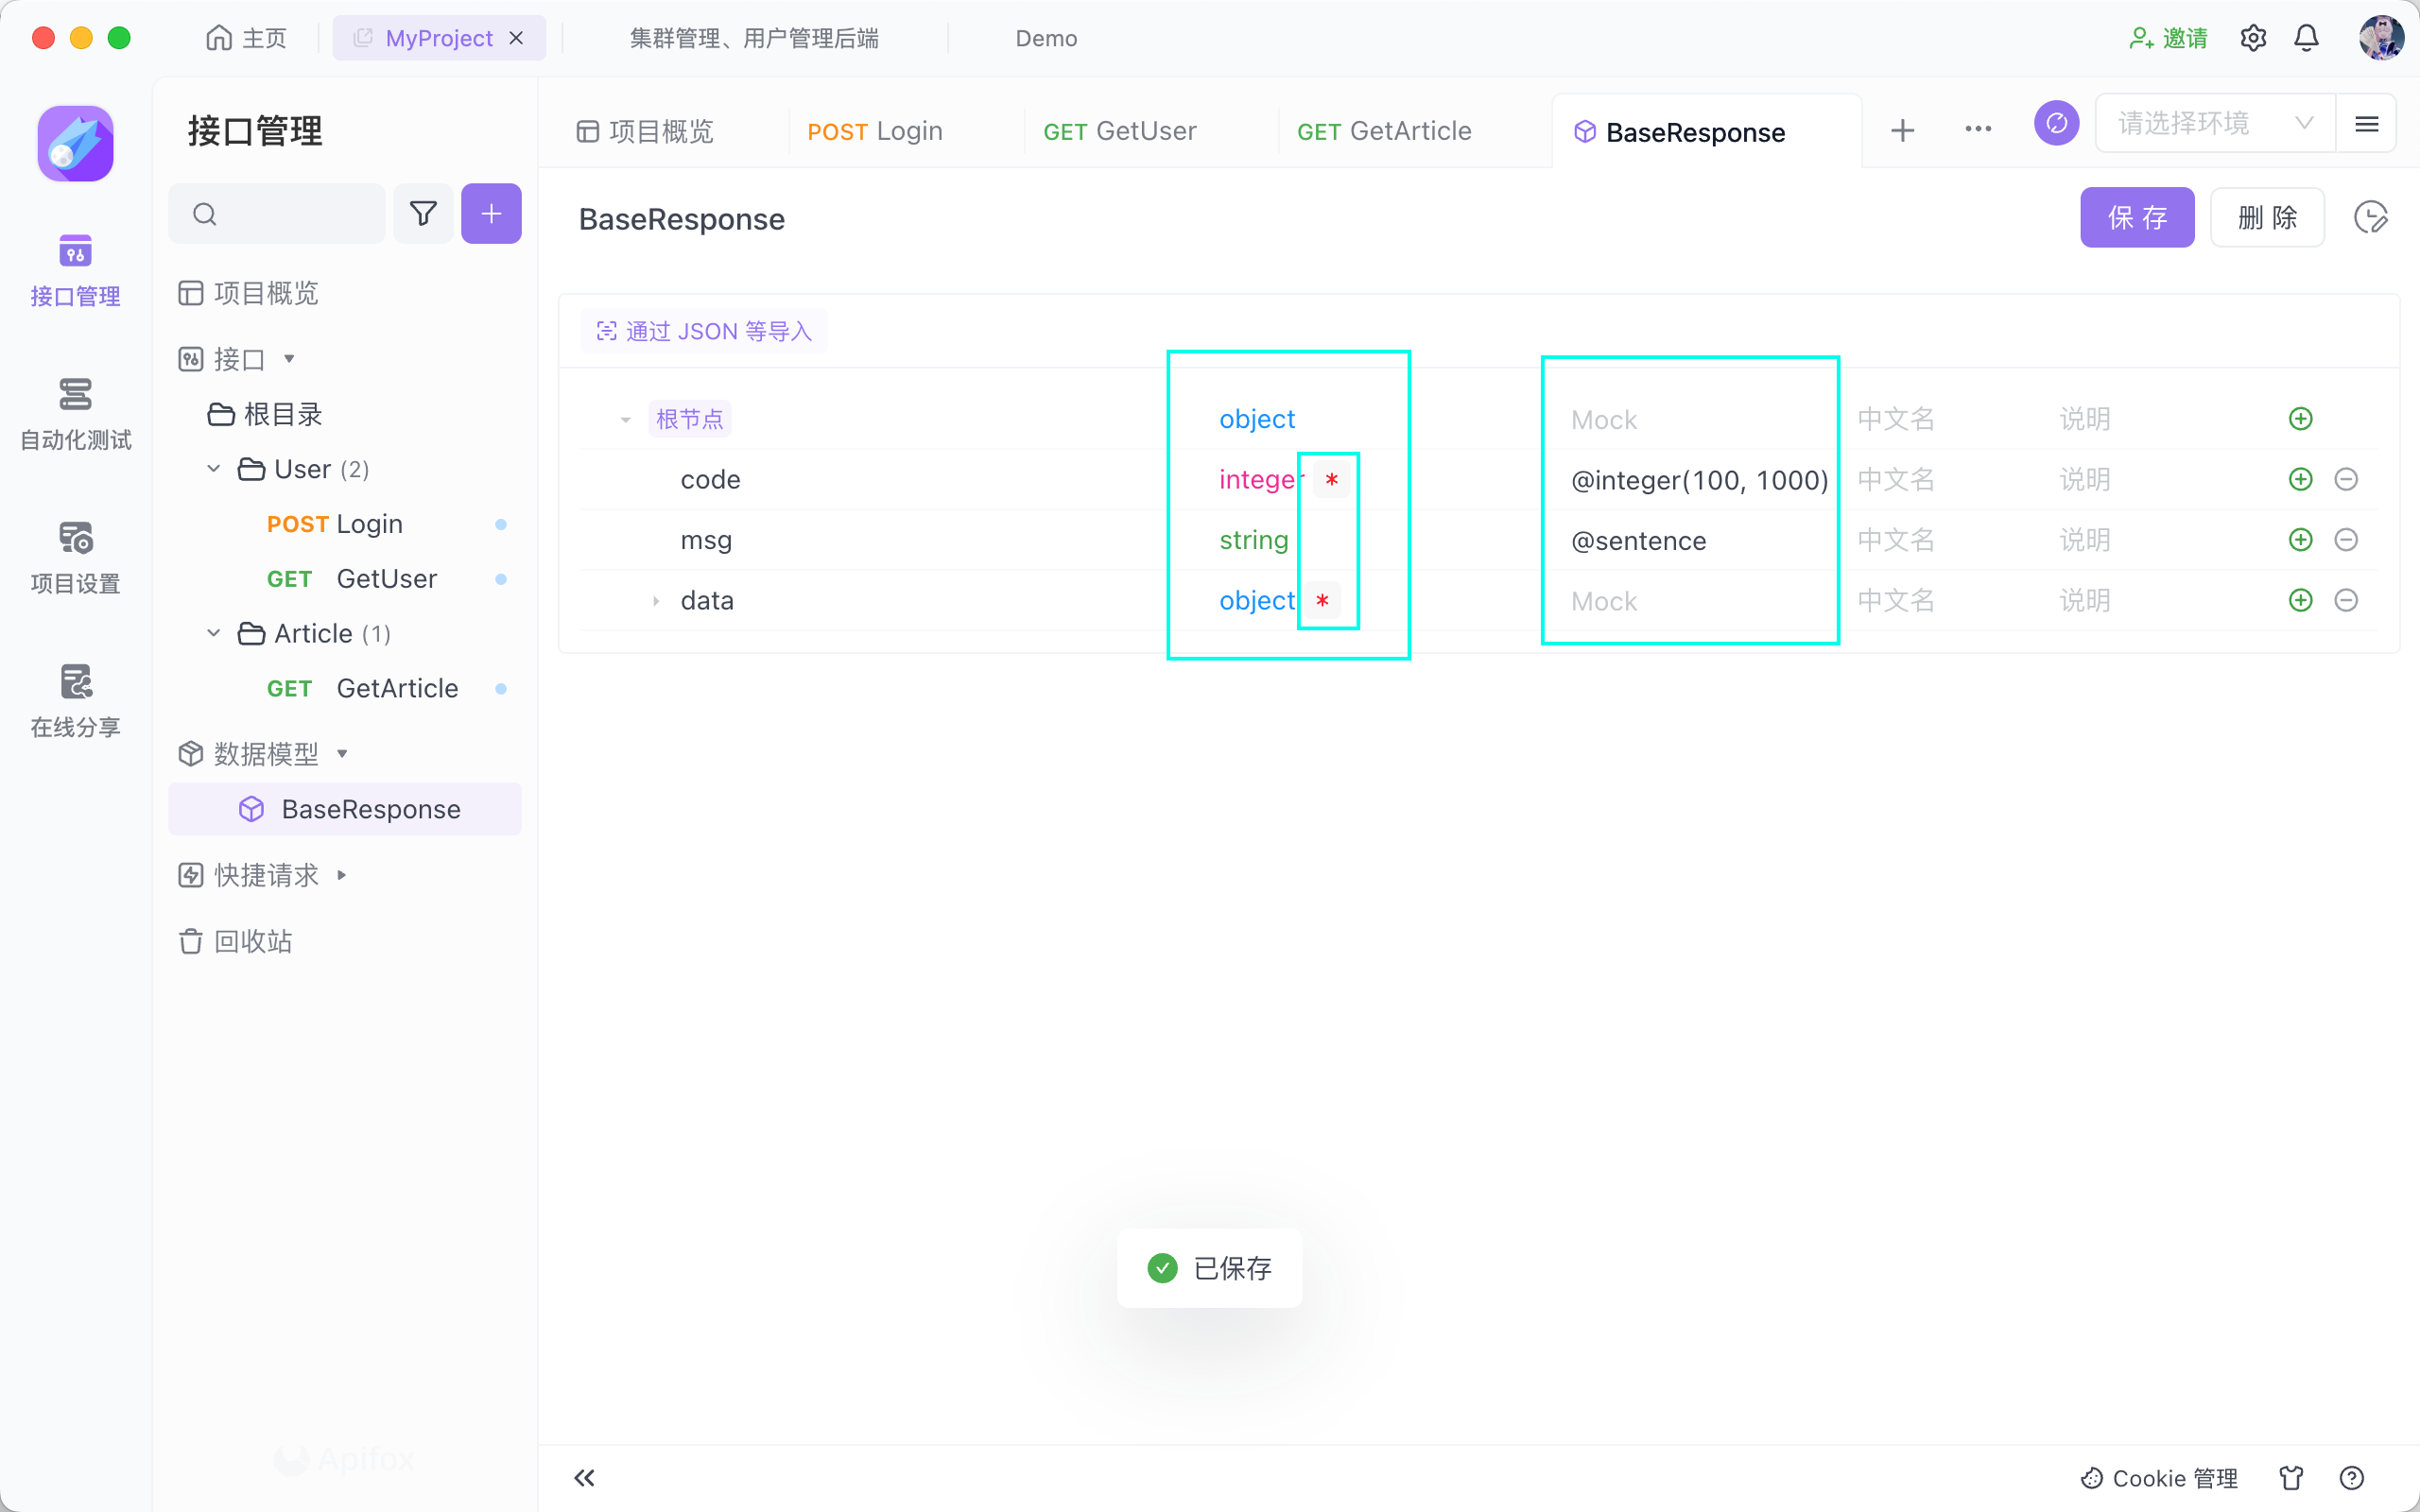 主页
MyProject
集群管理、用户管理后端
Demo
邀请
接口管理
自动化测试
项目设置
在线分享
接口管理
项目概览
接口
根目录
User (2)
POST Login
GET GetUser
Article (1)
GET GetArticle
数据模型
BaseResponse
快捷请求
回收站
Apifox
项目概览
POST Login
GET GetUser
GET GetArticle
BaseResponse
请选择环境
BaseResponse
保 存
删 除
通过 JSON 等导入
根节点 object Mock 中文名 说明
code integer * @integer(100, 1000) 中文名 说明
msg string @sentence 中文名 说明
data object * Mock 中文名 说明
已保存
Cookie 管理